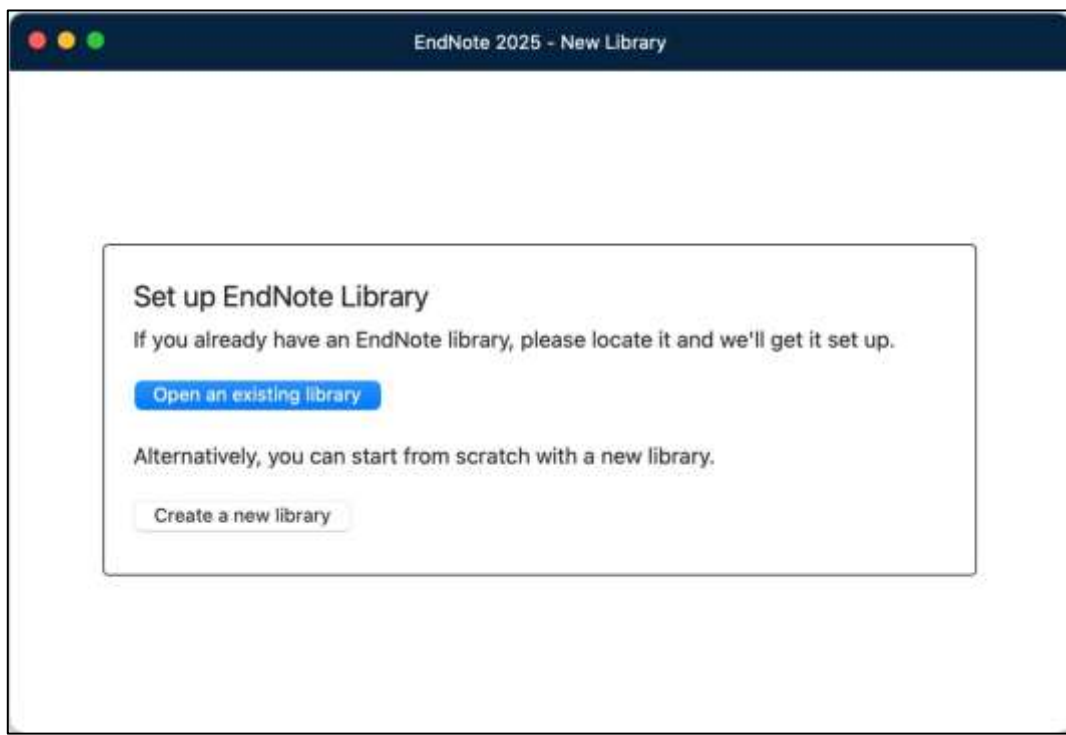 EndNote 2025 - New Library
Set up EndNote Library
If you already have an EndNote library, please locate it and we'll get it set up.
Open an existing library
Alternatively, you can start from scratch with a new library.
Create a new library